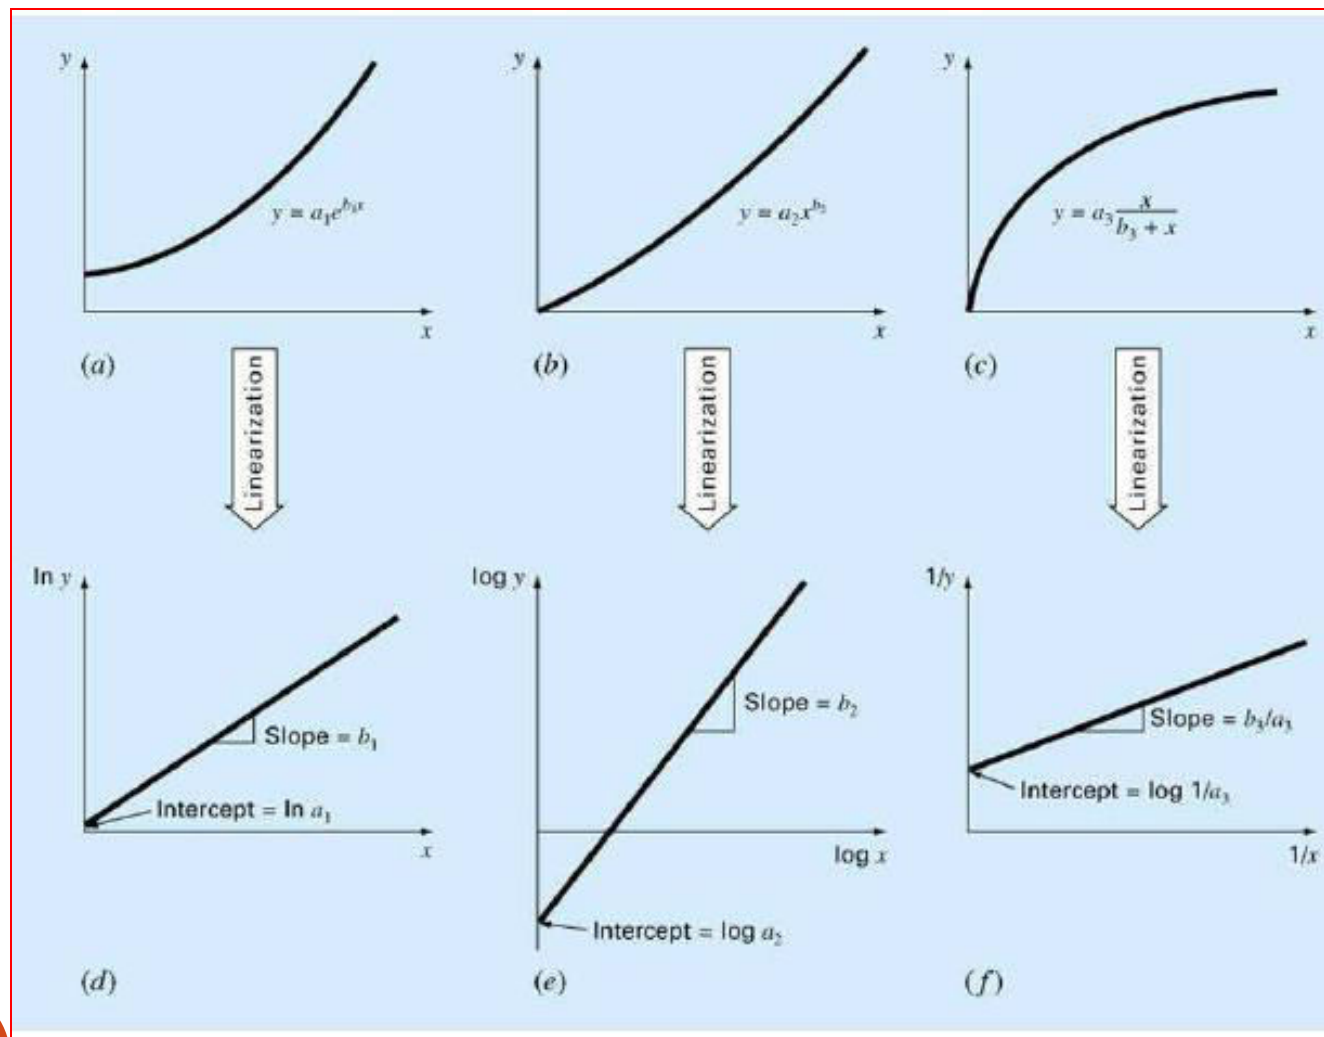 y
y = a₁e^{b₁x}
x
(a)
y
y = a₂x^{b₂}
x
(b)
y
y = a₃ x/(b₃ + x)
x
(c)
Linearization
Linearization
Linearization
ln y
Slope = b₁
Intercept = ln a₁
x
(d)
log y
Slope = b₂
log x
Intercept = log a₂
(e)
1/y
Slope = b₃/a₃
Intercept = log 1/a₃
1/x
(f)